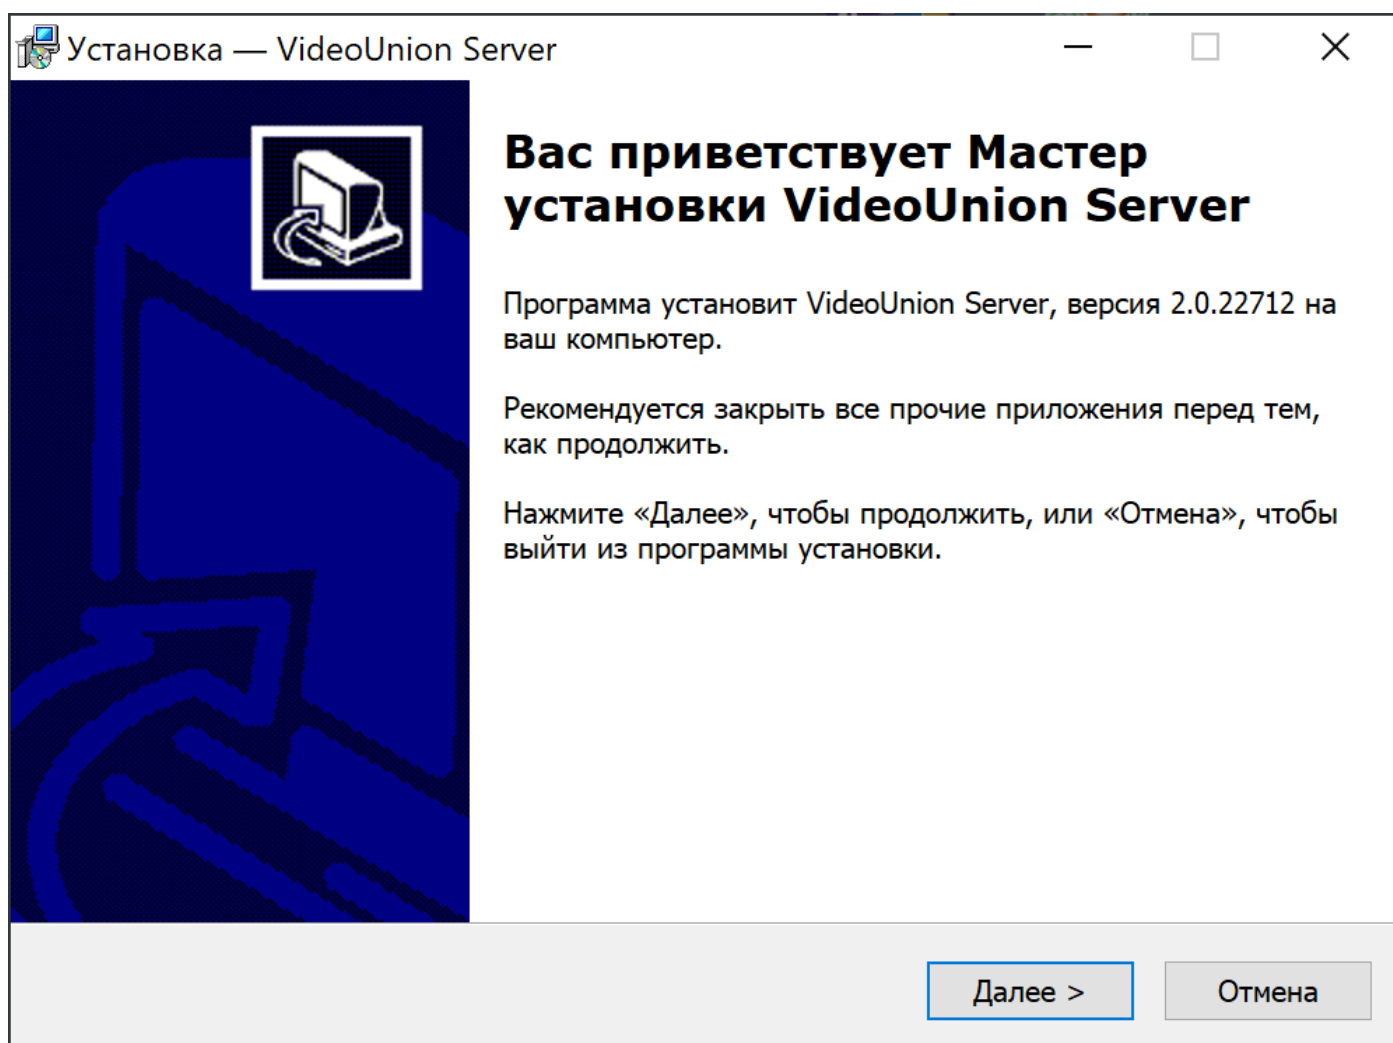 Установка — VideoUnion Server
Вас приветствует Мастер
установки VideoUnion Server
Программа установит VideoUnion Server, версия 2.0.22712 на
ваш компьютер.
Рекомендуется закрыть все прочие приложения перед тем,
как продолжить.
Нажмите «Далее», чтобы продолжить, или «Отмена», чтобы
выйти из программы установки.
Далее >
Отмена